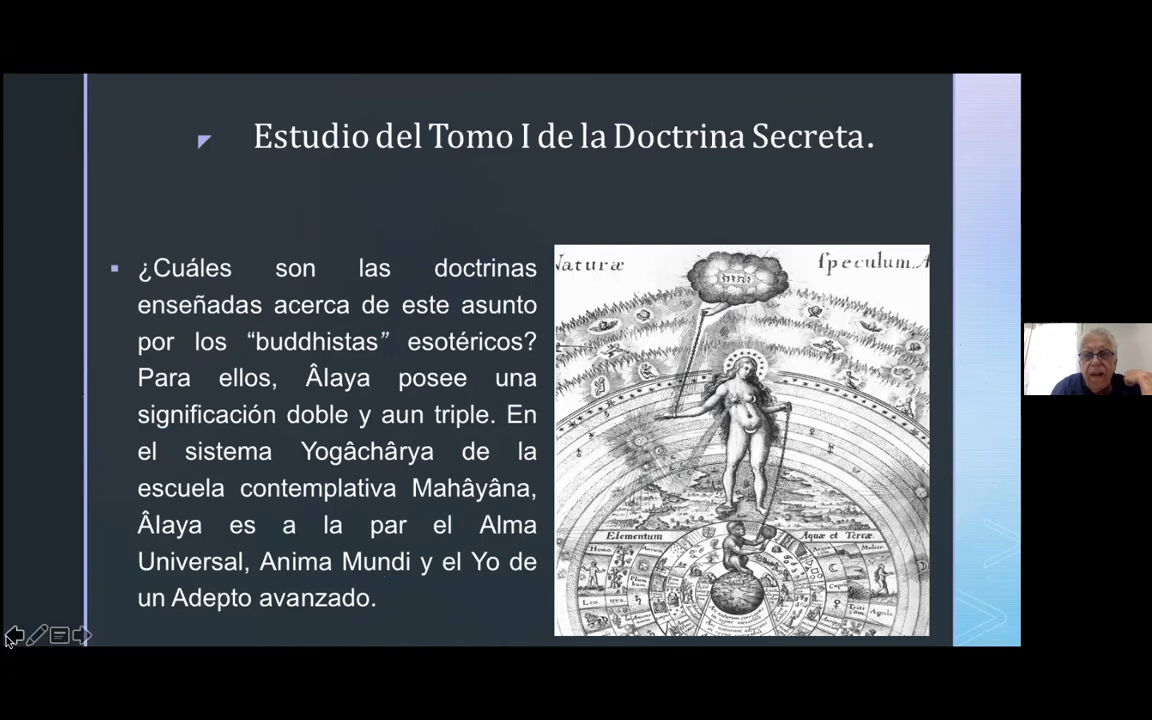 Estudio del Tomo I de la Doctrina Secreta.
¿Cuáles son las doctrinas
enseñadas acerca de este asunto
por los “buddhistas” esotéricos?
Para ellos, Âlaya posee una
significación doble y aun triple. En
el sistema Yogâchârya de la
escuela contemplativa Mahâyâna,
Âlaya es a la par el Alma
Universal, Anima Mundi y el Yo de
un Adepto avanzado.
Naturæ speculum, A
Elementum Aquæ et Terræ.